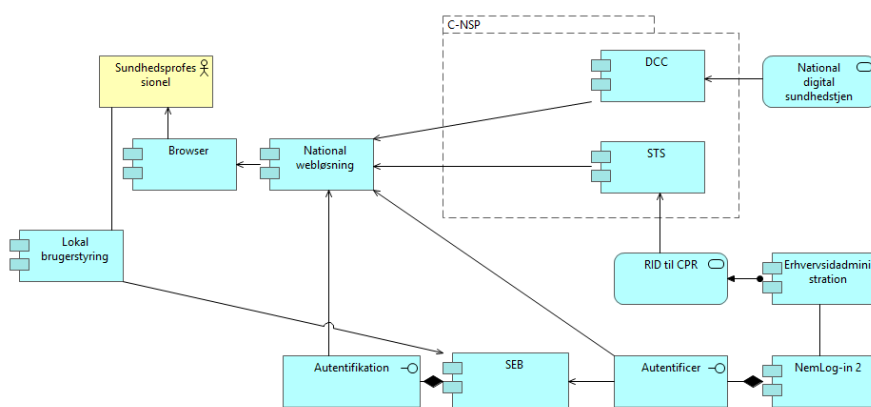 C-NSP
Sundhedsprofes
sionel
DCC
National
digital
sundhedstjen
Browser
National
webløsning
STS
Lokal
brugerstyring
RID til CPR
Erhvervsidadmini
stration
Autentifikation
SEB
Autentificer
NemLog-in 2